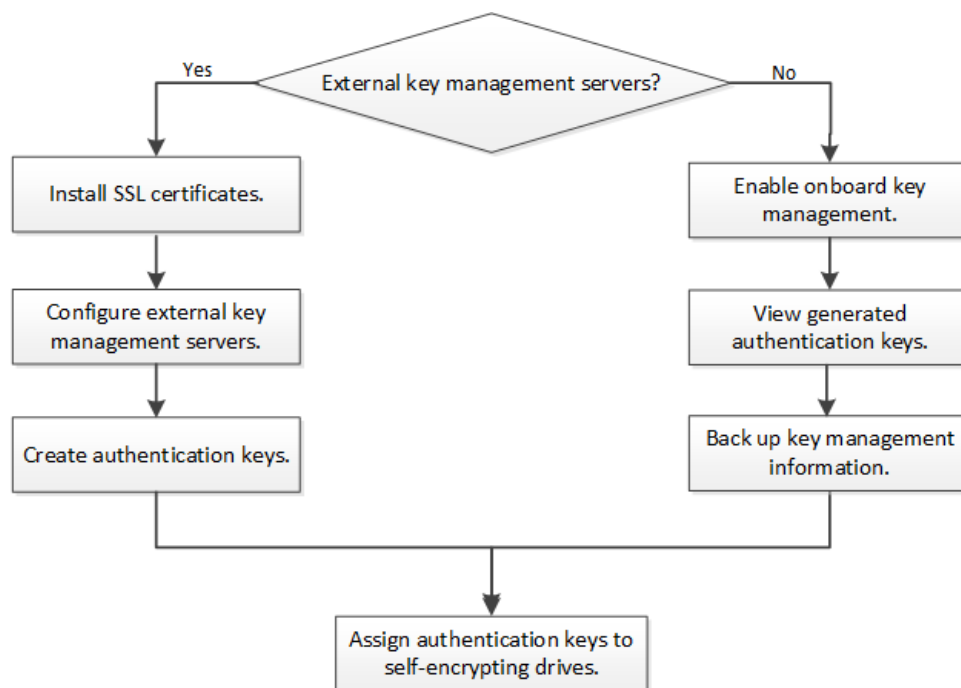 Yes
External key management servers?
No
Install SSL certificates.
Enable onboard key
management.
Configure external key
management servers.
View generated
authentication keys.
Create authentication keys.
Back up key management
information.
Assign authentication keys to
self-encrypting drives.